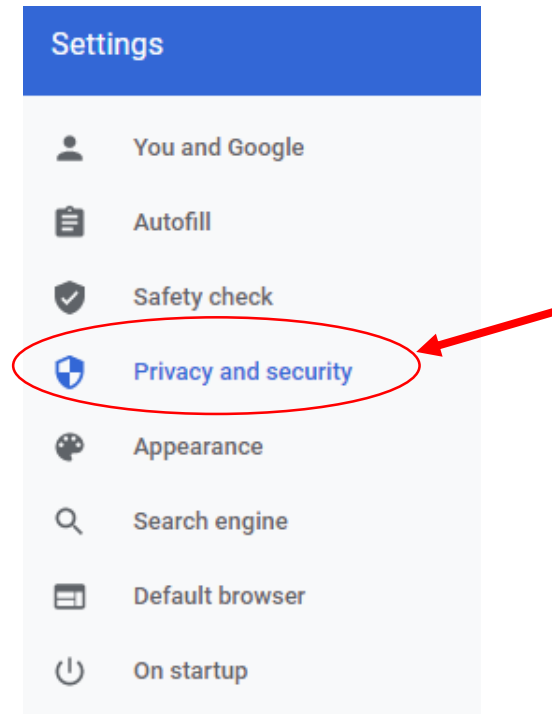 Settings
You and Google
Autofill
Safety check
Privacy and security
Appearance
Search engine
Default browser
On startup